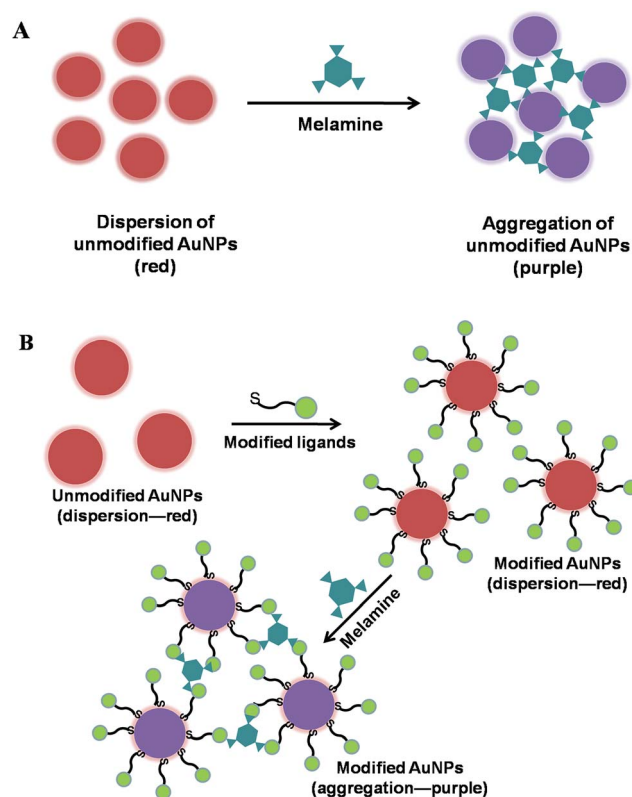 A
Melamine
Dispersion of
unmodified AuNPs
(red)
Aggregation of
unmodified AuNPs
(purple)
B
S
Modified ligands
Unmodified AuNPs
(dispersion—red)
S S S S S S S S
S S S S S S S S
S S S S S S S S
Modified AuNPs
(dispersion—red)
Melamine
S S S S S S S S
S S S S S S S S
S S S S S S S S
Modified AuNPs
(aggregation—purple)